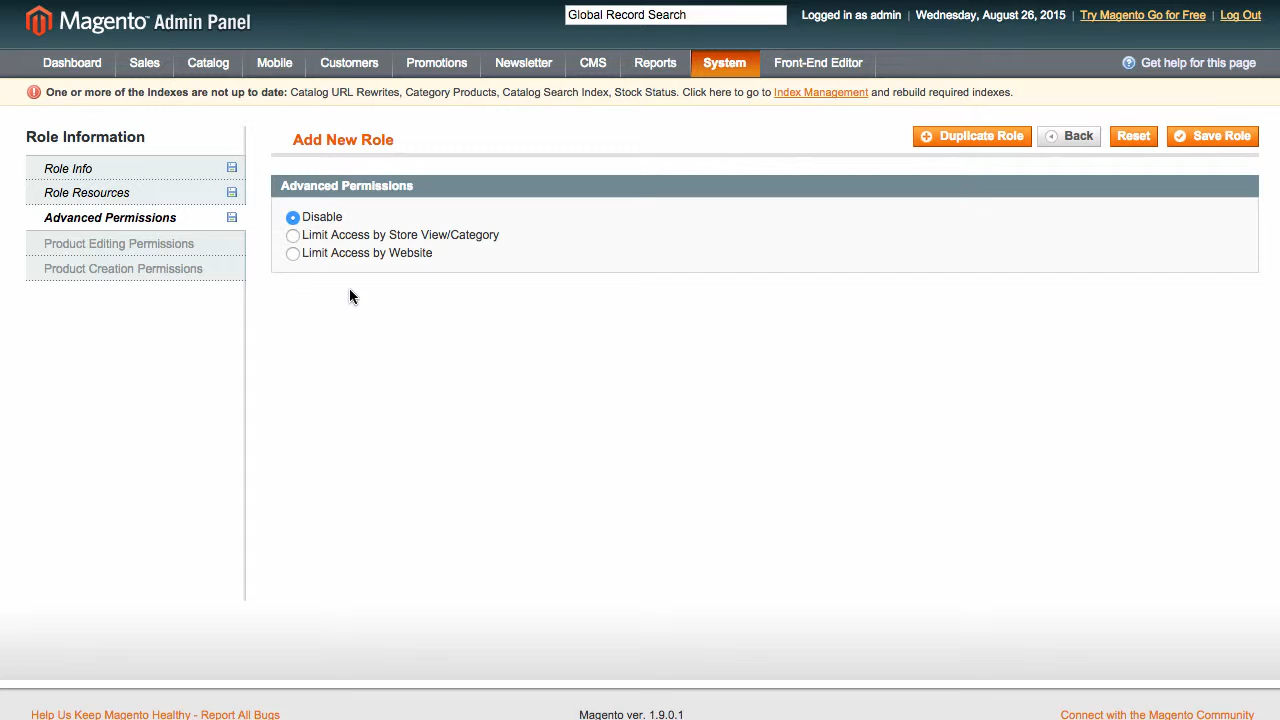 Magento™ Admin Panel
Global Record Search
Logged in as admin | Wednesday, August 26, 2015 | Try Magento Go for Free | Log Out
Dashboard Sales Catalog Mobile Customers Promotions Newsletter CMS Reports System Front-End Editor Get help for this page
One or more of the Indexes are not up to date: Catalog URL Rewrites, Category Products, Catalog Search Index, Stock Status. Click here to go to Index Management and rebuild required indexes.
Role Information
Role Info
Role Resources
Advanced Permissions
Product Editing Permissions
Product Creation Permissions
Add New Role
Duplicate Role Back Reset Save Role
Advanced Permissions
Disable
Limit Access by Store View/Category
Limit Access by Website
Help Us Keep Magento Healthy - Report All Bugs Magento ver. 1.9.0.1 Connect with the Magento Community